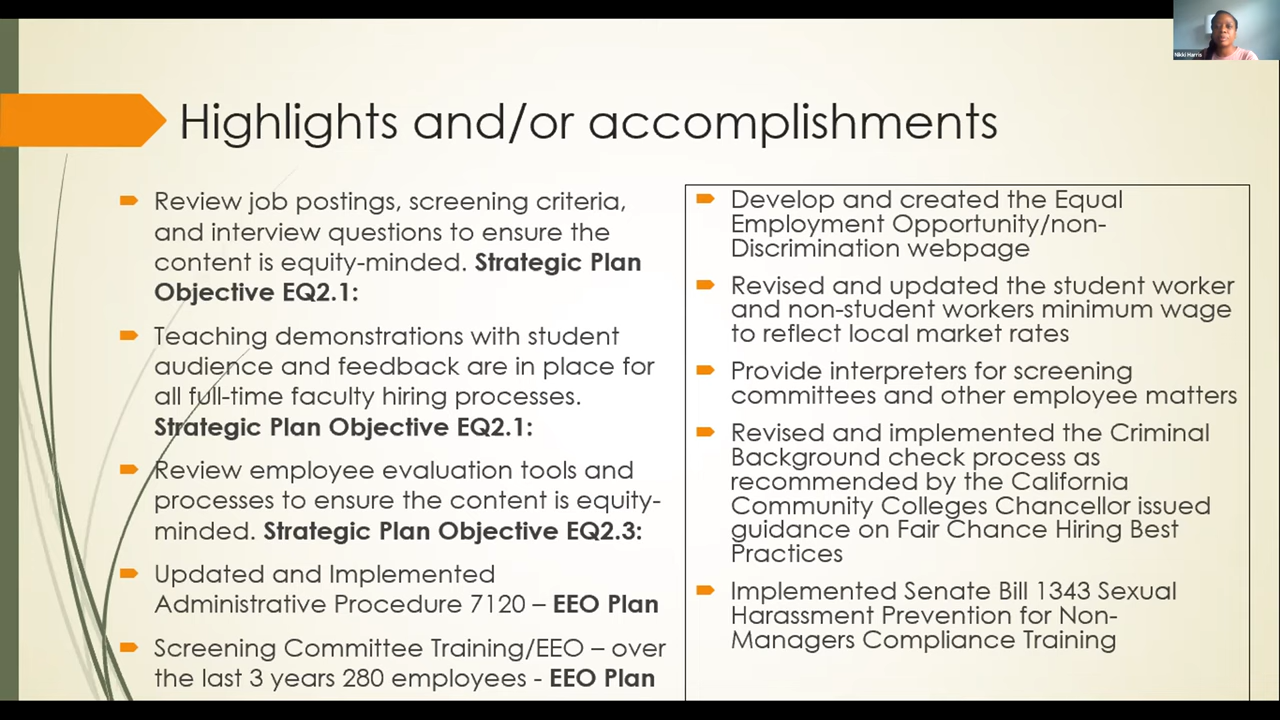 Nikki Harris
Highlights and/or accomplishments
Review job postings, screening criteria,
and interview questions to ensure the
content is equity-minded. Strategic Plan
Objective EQ2.1:
Teaching demonstrations with student
audience and feedback are in place for
all full-time faculty hiring processes.
Strategic Plan Objective EQ2.1:
Review employee evaluation tools and
processes to ensure the content is equity-
minded. Strategic Plan Objective EQ2.3:
Updated and Implemented
Administrative Procedure 7120 – EEO Plan
Screening Committee Training/EEO – over
the last 3 years 280 employees - EEO Plan
Develop and created the Equal
Employment Opportunity/non-
Discrimination webpage
Revised and updated the student worker
and non-student workers minimum wage
to reflect local market rates
Provide interpreters for screening
committees and other employee matters
Revised and implemented the Criminal
Background check process as
recommended by the California
Community Colleges Chancellor issued
guidance on Fair Chance Hiring Best
Practices
Implemented Senate Bill 1343 Sexual
Harassment Prevention for Non-
Managers Compliance Training